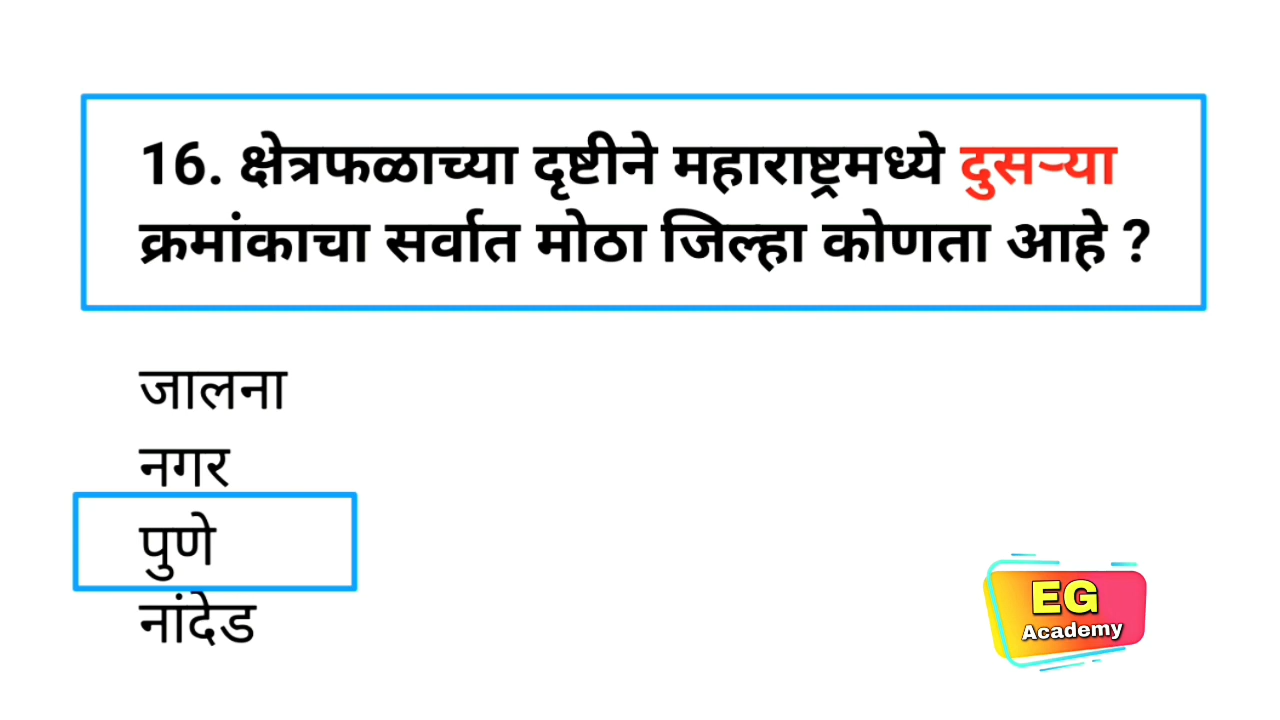 16. क्षेत्रफळाच्या दृष्टीने महाराष्ट्रमध्ये दुसऱ्या
क्रमांकाचा सर्वात मोठा जिल्हा कोणता आहे ?
जालना
नगर
पुणे
नांदेड
EG
Academy